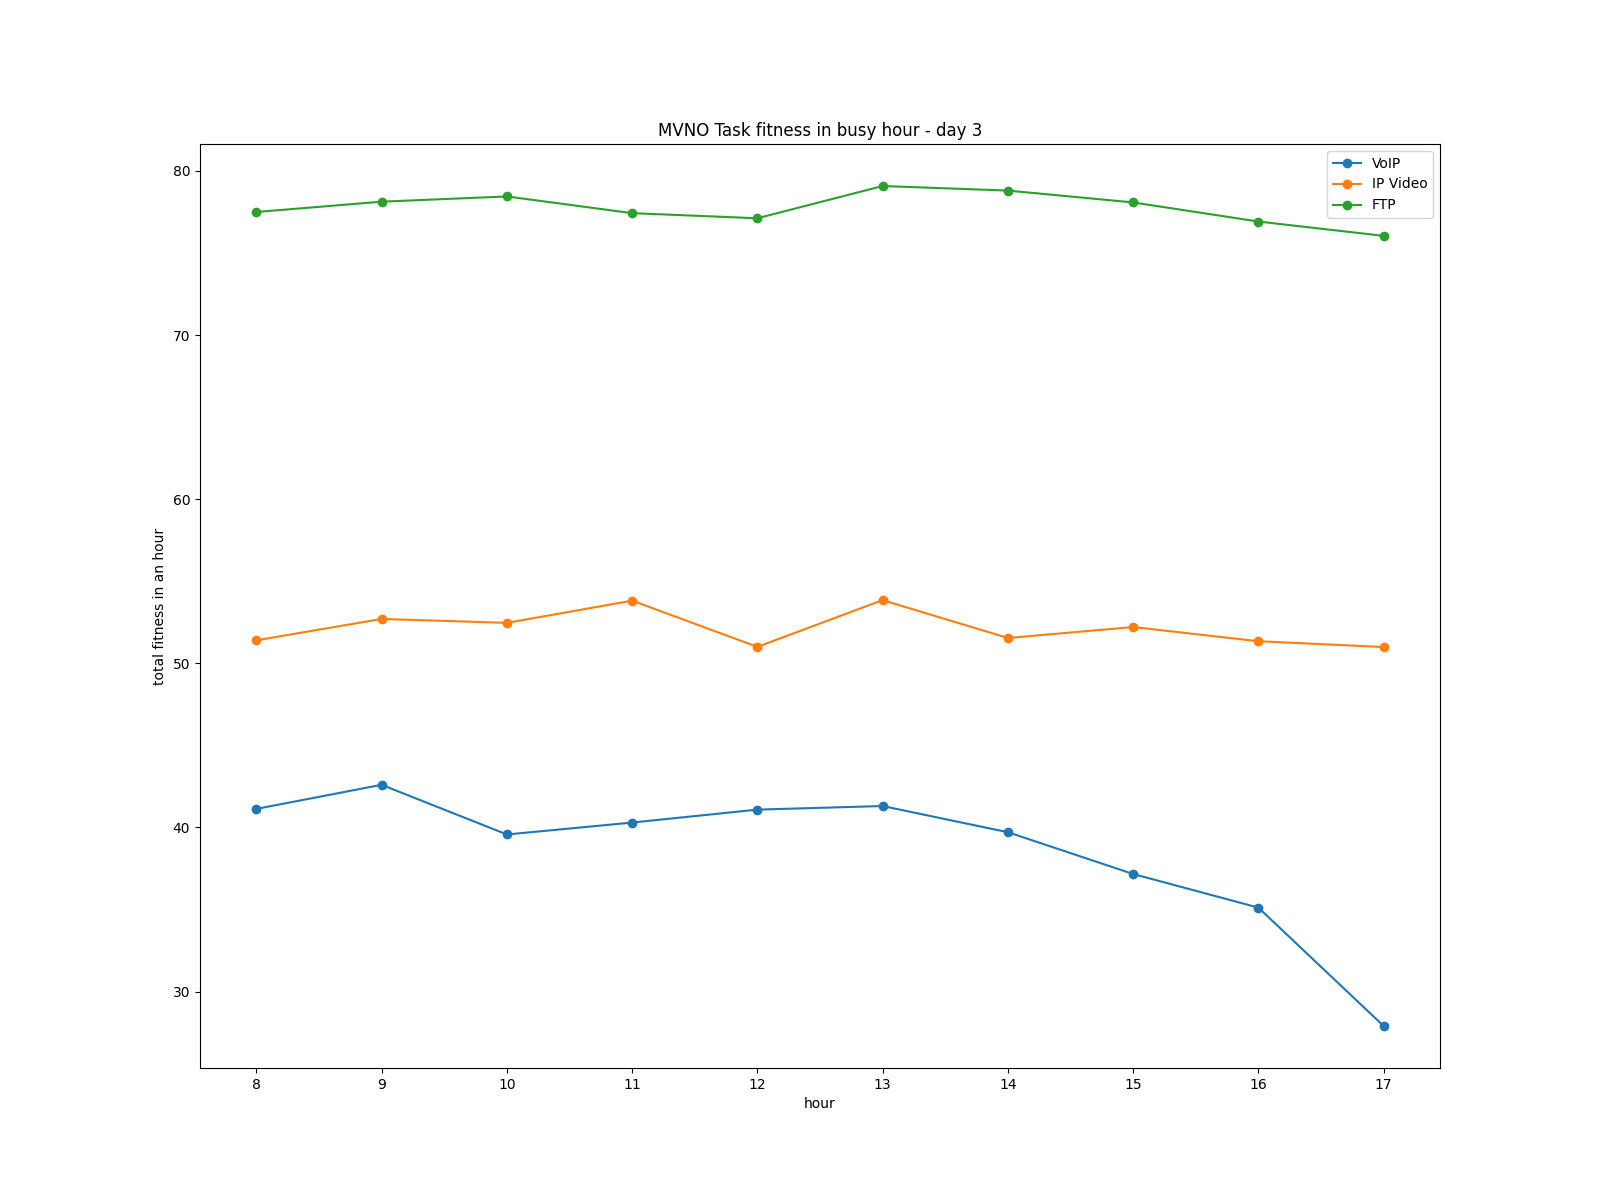 MVNO Task fitness in busy hour - day 3
VoIP
IP Video
FTP
80
70
60
50
40
30
total fitness in an hour
8 9 10 11 12 13 14 15 16 17
hour